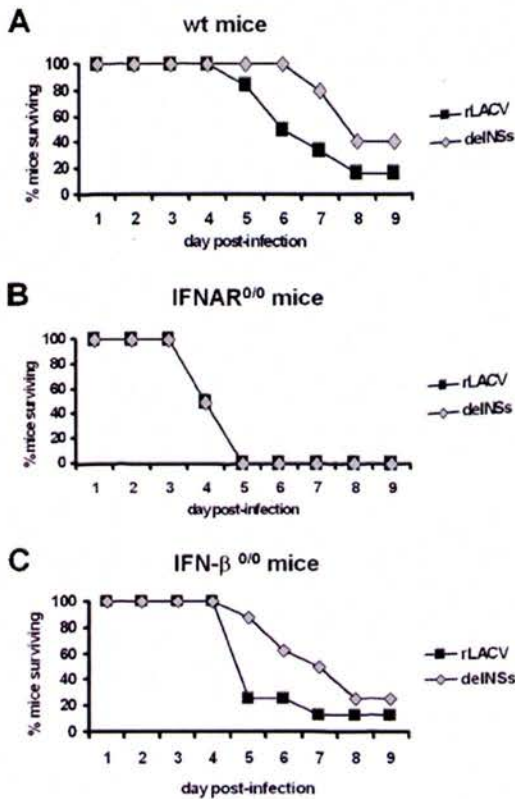 A
wt mice
% mice surviving
100
80
60
40
20
0
1 2 3 4 5 6 7 8 9
day post-infection
rLACV
delNSs
B
IFNAR0/0 mice
% mice surviving
100
80
60
40
20
0
1 2 3 4 5 6 7 8 9
day post-infection
rLACV
delNSs
C
IFN-β 0/0 mice
% mice surviving
100
80
60
40
20
0
1 2 3 4 5 6 7 8 9
day post-infection
rLACV
delNSs